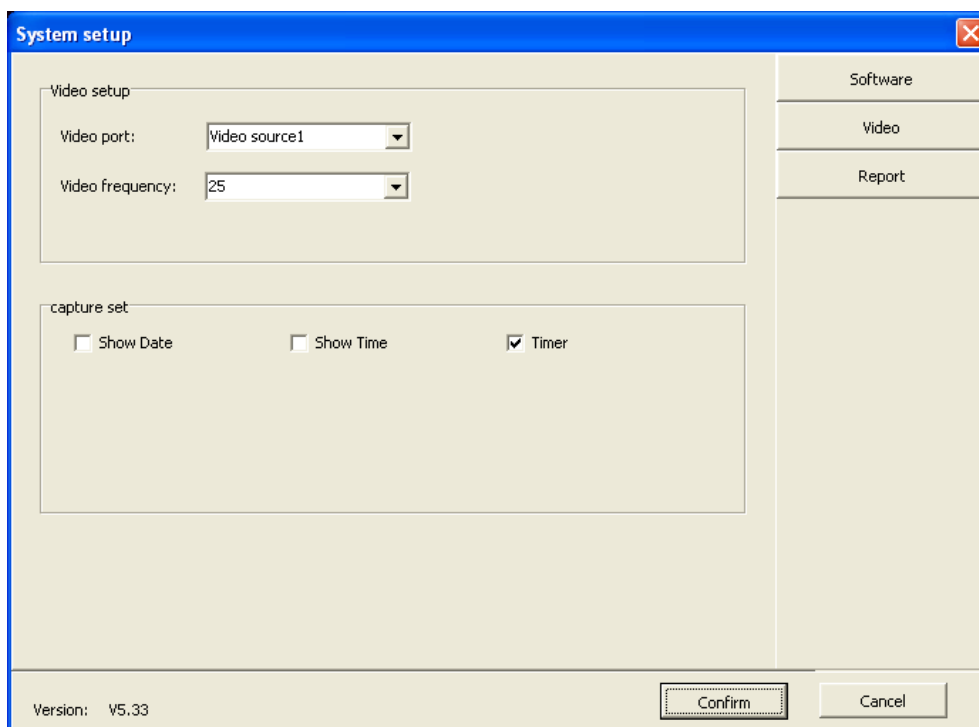 System setup
Software
Video
Report
Video setup
Video port: Video source1
Video frequency: 25
capture set
Show Date Show Time Timer
Version: V5.33
Confirm Cancel